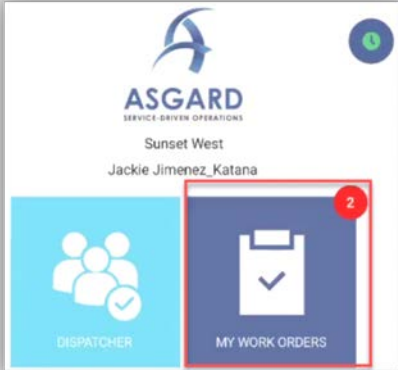 ASGARD
SERVICE-DRIVEN OPERATIONS
Sunset West
Jackie Jimenez_Katana
2
DISPATCHER
MY WORK ORDERS